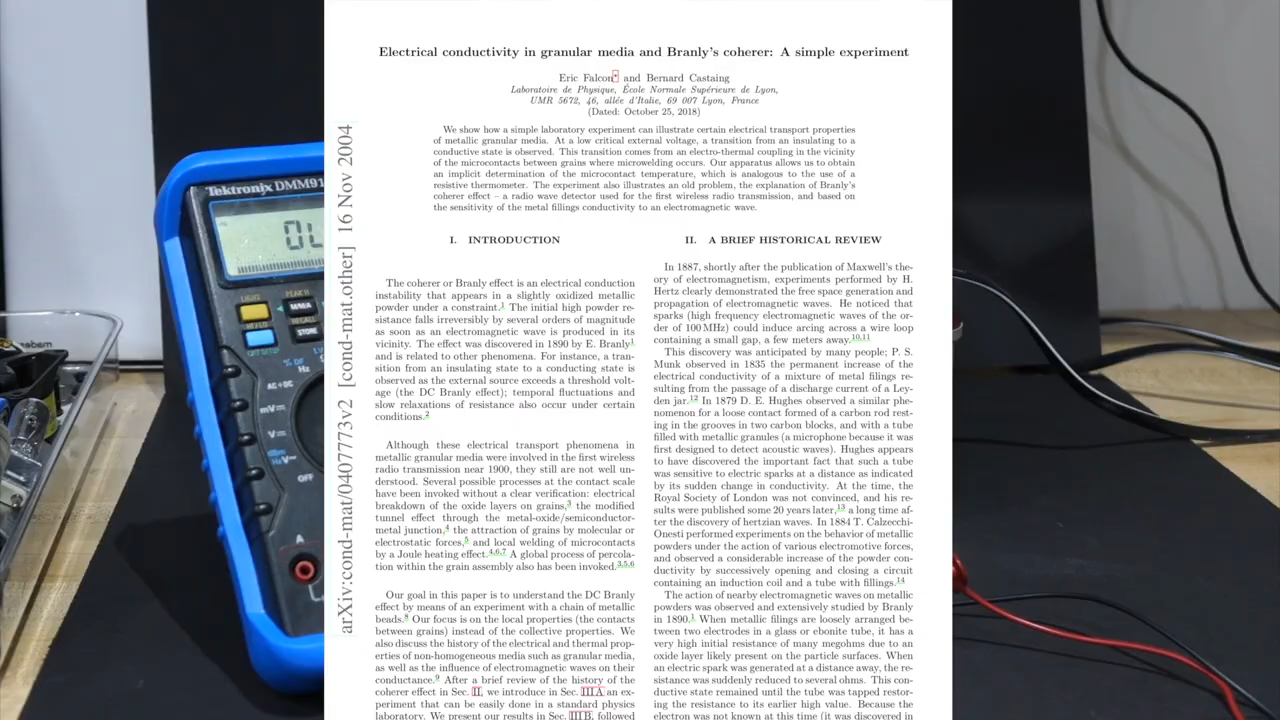 Electrical conductivity in granular media and Branly's coherer: A simple experiment
Eric Falcon* and Bernard Castaing
Laboratoire de Physique, École Normale Supérieure de Lyon,
UMR 5672, 46, allée d'Italie, 69 007 Lyon, France
(Dated: October 25, 2018)
We show how a simple laboratory experiment can illustrate certain electrical transport properties
of metallic granular media. At a low critical external voltage, a transition from an insulating to a
conductive state is observed. This transition comes from an electro-thermal coupling in the vicinity
of the microcontacts between grains where microwelding occurs. Our apparatus allows us to obtain
an implicit determination of the microcontact temperature, which is analogous to the use of a
resistive thermometer. The experiment also illustrates an old problem, the explanation of Branly's
coherer effect – a radio wave detector used for the first wireless radio transmission, and based on
the sensitivity of the metal fillings conductivity to an electromagnetic wave.
arXiv:cond-mat/0407773v2 [cond-mat.other] 16 Nov 2004
I. INTRODUCTION
The coherer or Branly effect is an electrical conduction
instability that appears in a slightly oxidized metallic
powder under a constraint.1 The initial high powder re-
sistance falls irreversibly by several orders of magnitude
as soon as an electromagnetic wave is produced in its
vicinity. The effect was discovered in 1890 by E. Branly1
and is related to other phenomena. For instance, a tran-
sition from an insulating state to a conducting state is
observed as the external source exceeds a threshold volt-
age (the DC Branly effect); temporal fluctuations and
slow relaxations of resistance also occur under certain
conditions.2
Although these electrical transport phenomena in
metallic granular media were involved in the first wireless
radio transmission near 1900, they still are not well un-
derstood. Several possible processes at the contact scale
have been invoked without a clear verification: electrical
breakdown of the oxide layers on grains,3 the modified
tunnel effect through the metal-oxide/semiconductor-
metal junction,4 the attraction of grains by molecular or
electrostatic forces,5 and local welding of microcontacts
by a Joule heating effect.4,6,7 A global process of percola-
tion within the grain assembly also has been invoked.3,5,6
Our goal in this paper is to understand the DC Branly
effect by means of an experiment with a chain of metallic
beads.8 Our focus is on the local properties (the contacts
between grains) instead of the collective properties. We
also discuss the history of the electrical and thermal prop-
erties of non-homogeneous media such as granular media,
as well as the influence of electromagnetic waves on their
conductance.9 After a brief review of the history of the
coherer effect in Sec. II, we introduce in Sec. III A an ex-
periment that can be easily done in a standard physics
laboratory. We present our results in Sec. III B, followed
II. A BRIEF HISTORICAL REVIEW
In 1887, shortly after the publication of Maxwell's the-
ory of electromagnetism, experiments performed by H.
Hertz clearly demonstrated the free space generation and
propagation of electromagnetic waves. He noticed that
sparks (high frequency electromagnetic waves of the or-
der of 100 MHz) could induce arcing across a wire loop
containing a small gap, a few meters away.10,11
This discovery was anticipated by many people; P. S.
Munk observed in 1835 the permanent increase of the
electrical conductivity of a mixture of metal filings re-
sulting from the passage of a discharge current of a Ley-
den jar.12 In 1879 D. E. Hughes observed a similar phe-
nomenon for a loose contact formed of a carbon rod rest-
ing in the grooves in two carbon blocks, and with a tube
filled with metallic granules (a microphone because it was
first designed to detect acoustic waves). Hughes appears
to have discovered the important fact that such a tube
was sensitive to electric sparks at a distance as indicated
by its sudden change in conductivity. At the time, the
Royal Society of London was not convinced, and his re-
sults were published some 20 years later,13 a long time af-
ter the discovery of hertzian waves. In 1884 T. Calzecchi-
Onesti performed experiments on the behavior of metallic
powders under the action of various electromotive forces,
and observed a considerable increase of the powder con-
ductivity by successively opening and closing a circuit
containing an induction coil and a tube with fillings.14
The action of nearby electromagnetic waves on metallic
powders was observed and extensively studied by Branly
in 1890.1 When metallic filings are loosely arranged be-
tween two electrodes in a glass or ebonite tube, it has a
very high initial resistance of many megohms due to an
oxide layer likely present on the particle surfaces. When
an electric spark was generated at a distance away, the re-
sistance was suddenly reduced to several ohms. This con-
ductive state remained until the tube was tapped restor-
ing the resistance to its earlier high value. Because the
electron was not known at this time (it was discovered in
Tektronix DMM91
OL
LIGHT
STORE
Hz
AC+DC
mV
V
OFF
A